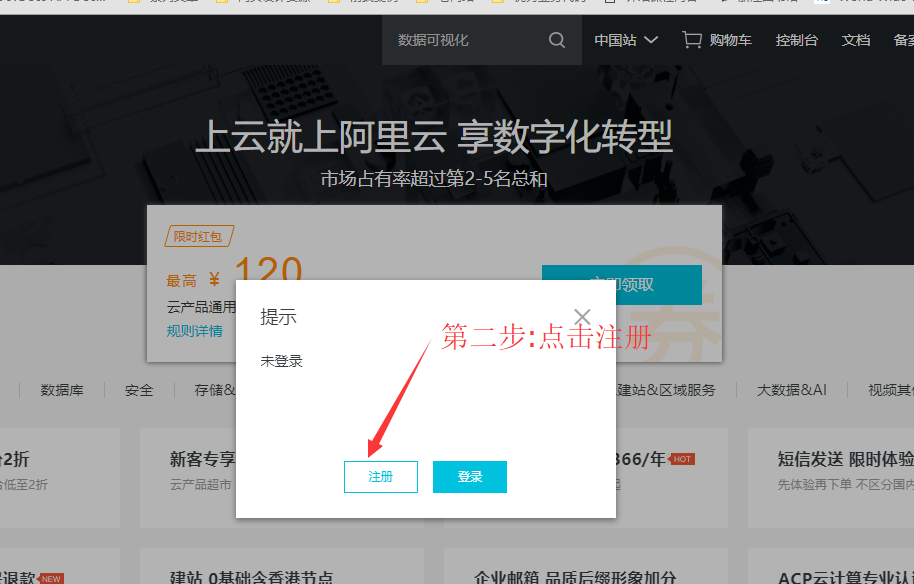 数据可视化
中国站
购物车
控制台
文档
上云就上阿里云 享数字化转型
市场占有率超过第2-5名总和
限时红包
最高 ¥ 120
立即领取
云产品通用
规则详情
券
提示
未登录
第二步:点击注册
注册
登录
数据库
安全
存储&
建站&区域服务
大数据&AI
视频其他
2折
低至2折
新客专享
云产品超市
366/年
HOT
短信发送 限时体验
先体验再下单 不区分国内
退款
NEW
建站 0基础含香港节点
企业邮箱 品质后缀形象加分
ACP云计算专业认